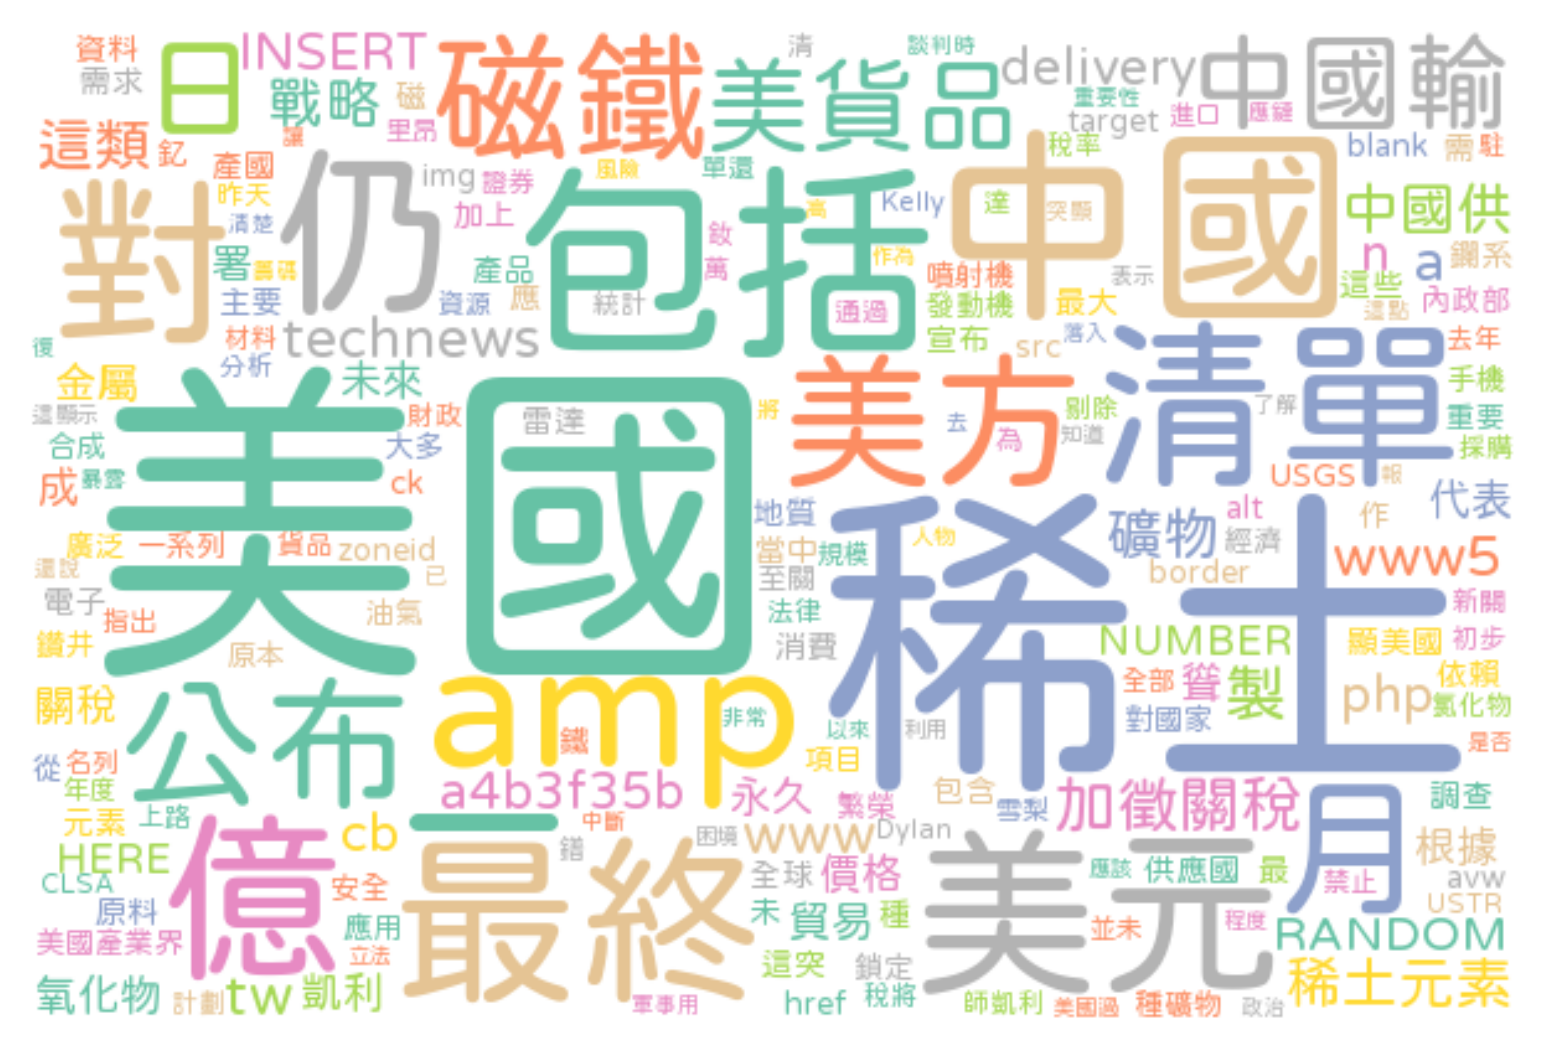 資料
需求
日
INSERT
戰略
磁
里昂
磁鐵
美貨品
清
談判時
delivery
重要性
target
進口
應鏈
中國輸
這類
釔
讓
產國
昨天
清楚
署
籌碼
主要
對
仍
img
證券
加上
產品
資源
應
包括
風險
單還
釹
萬
統計
通過
高
作為
Kelly
達
突顯
稅率
中國
噴射機
發動機
宣布
表示
最大
src
落入
blank
需
駐
中國供
n
a
鑭系
這些
這點
內政部
復
材料
分析
technews
金屬
未來
這顯示
財政
合成
大多
成
暴露
ck
美國
雷達
將
美方
去
為
剔除
知道
清單
了解
去年
手機
重要
採購
USGS
報
代表
廣泛
一系列
貨品
zoneid
還說
已
電子
指出
油氣
鑽井
原本
地質
當中
規模
至關
法律
消費
人物
稀土
礦物
alt
經濟
作
border
www5
新關
NUMBER
顯美國
初步
全部
聳
製
依賴
對國家
php
氯化物
是否
關稅
公布
amp
非常
鐵
以來
利用
項目
從
名列
年度
元素
上路
a4b3f35b
永久
繁榮
包含
雪梨
加徵關稅
月
調查
HERE
cb
一
中斷
困境
www
Dylan
根據
CLSA
安全
億
最終
鐠
全球
價格
美元
應該
供應國
最
禁止
avw
USTR
原料
美國產業界
應用
立法
未
貿易
種
並未
程度
RANDOM
氧化物
計劃
tw
凱利
軍事用
這突
鎖定
href
稅將
師凱利
美國過
種礦物
政治
稀土元素